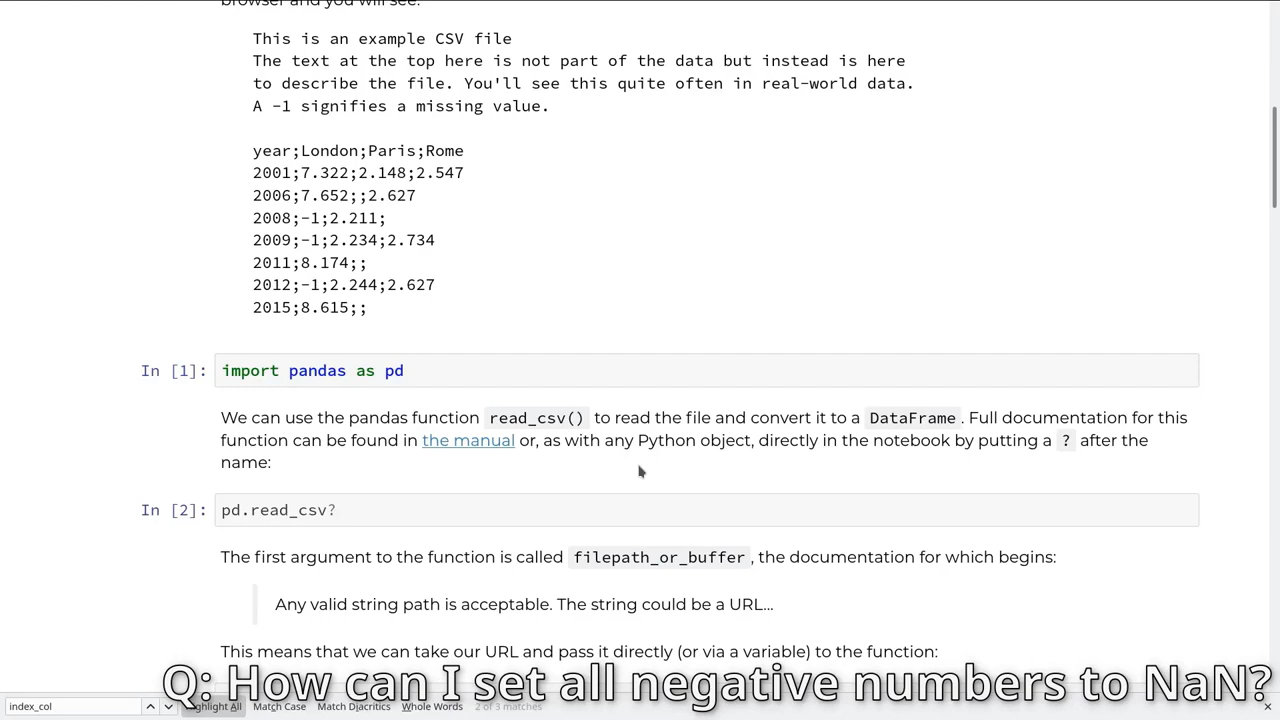 browser and you will see:
This is an example CSV file
The text at the top here is not part of the data but instead is here
to describe the file. You'll see this quite often in real-world data.
A -1 signifies a missing value.
year;London;Paris;Rome
2001;7.322;2.148;2.547
2006;7.652;;2.627
2008;-1;2.211;
2009;-1;2.234;2.734
2011;8.174;;
2012;-1;2.244;2.627
2015;8.615;;
In [1]: import pandas as pd
We can use the pandas function read_csv() to read the file and convert it to a DataFrame. Full documentation for this
function can be found in the manual or, as with any Python object, directly in the notebook by putting a ? after the
name:
In [2]: pd.read_csv?
The first argument to the function is called filepath_or_buffer, the documentation for which begins:
Any valid string path is acceptable. The string could be a URL...
This means that we can take our URL and pass it directly (or via a variable) to the function:
Q: How can I set all negative numbers to NaN?
index_col Highlight All Match Case Match Diacritics Whole Words 2 of 3 matches